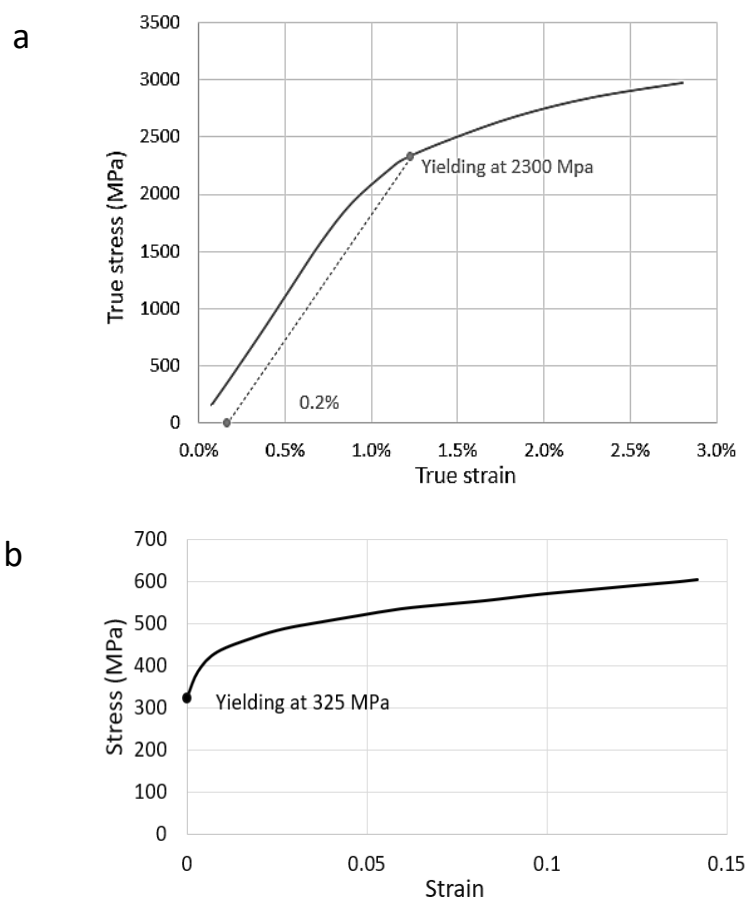 a
3500
3000
2500
2000
1500
1000
500
0
True stress (MPa)
Yielding at 2300 Mpa
0.2%
0.0% 0.5% 1.0% 1.5% 2.0% 2.5% 3.0%
True strain
b
700
600
500
400
300
200
100
0
Stress (MPa)
Yielding at 325 MPa
0 0.05 0.1 0.15
Strain